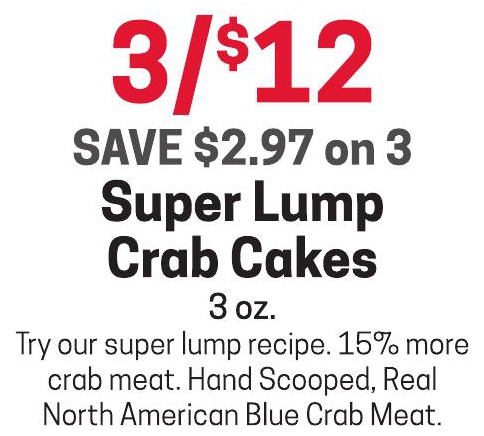 3/$12
SAVE $2.97 on 3
Super Lump
Crab Cakes
3 oz.
Try our super lump recipe. 15% more
crab meat. Hand Scooped, Real
North American Blue Crab Meat.